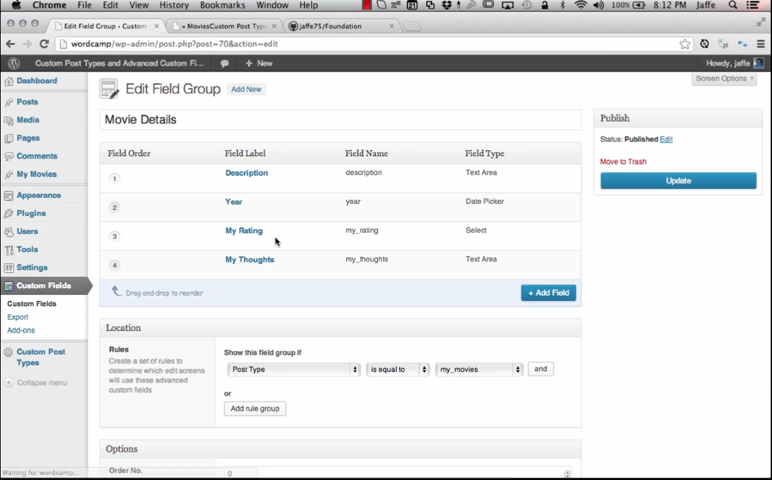 Chrome File Edit View History Bookmarks Window Help 100% 8:12 PM Jaffe
Edit Field Group ‹ Custom × » MoviesCustom Post Type × jaffe75/Foundation ×
wordcamp/wp-admin/post.php?post=70&action=edit
Custom Post Types and Advanced Custom Fi... + New Howdy, jaffe
Screen Options
Dashboard
Posts
Media
Pages
Comments
My Movies
Appearance
Plugins
Users
Tools
Settings
Custom Fields
Custom Fields
Export
Add-ons
Custom Post
Types
Collapse menu
Edit Field Group Add New
Movie Details
Field Order Field Label Field Name Field Type
1 Description description Text Area
2 Year year Date Picker
3 My Rating my_rating Select
4 My Thoughts my_thoughts Text Area
Drag and drop to reorder + Add Field
Location
Rules
Create a set of rules to
determine which edit screens
will use these advanced
custom fields
Show this field group if
Post Type is equal to my_movies and
or
Add rule group
Options
Order No. 0
Publish
Status: Published Edit
Move to Trash
Update
Waiting for wordcamp...